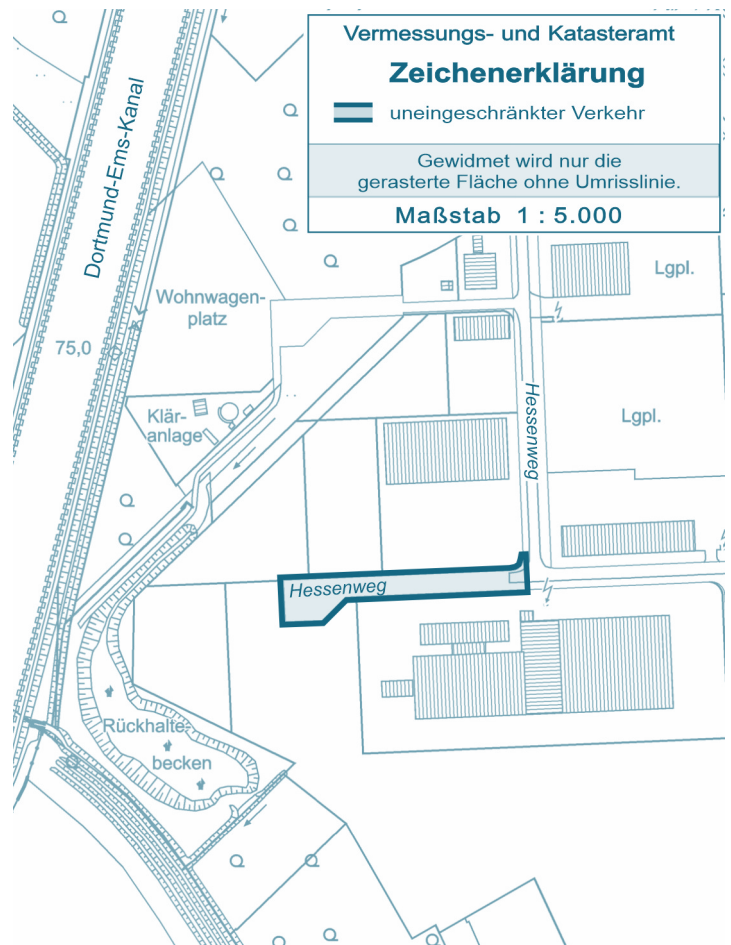 Vermessungs- und Katasteramt
Zeichenerklärung
uneingeschränkter Verkehr
Gewidmet wird nur die
gerasterte Fläche ohne Umrisslinie.
Maßstab 1 : 5.000
Dortmund-Ems-Kanal
Lgpl.
Wohnwagen-
platz
75,0
Hessenweg
Klär-
anlage
Lgpl.
Hessenweg
Rückhalte-
becken